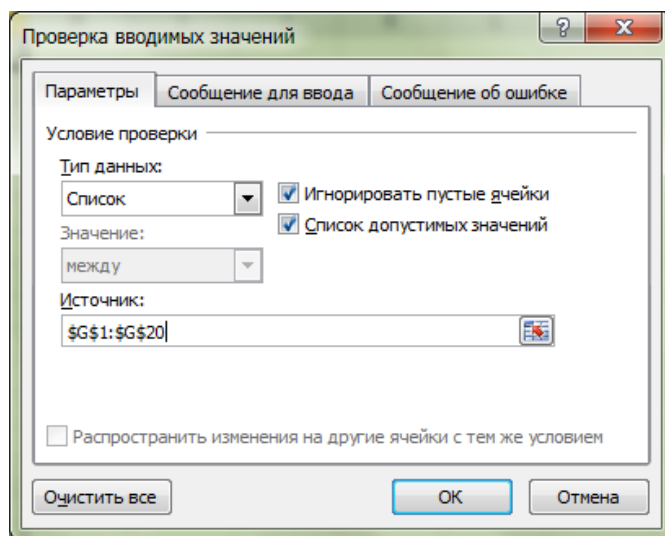 Проверка вводимых значений
Параметры Сообщение для ввода Сообщение об ошибке
Условие проверки
Тип данных:
Список
Игнорировать пустые ячейки
Список допустимых значений
Значение:
между
Источник:
$G$1:$G$20
Распространить изменения на другие ячейки с тем же условием
Очистить все ОК Отмена